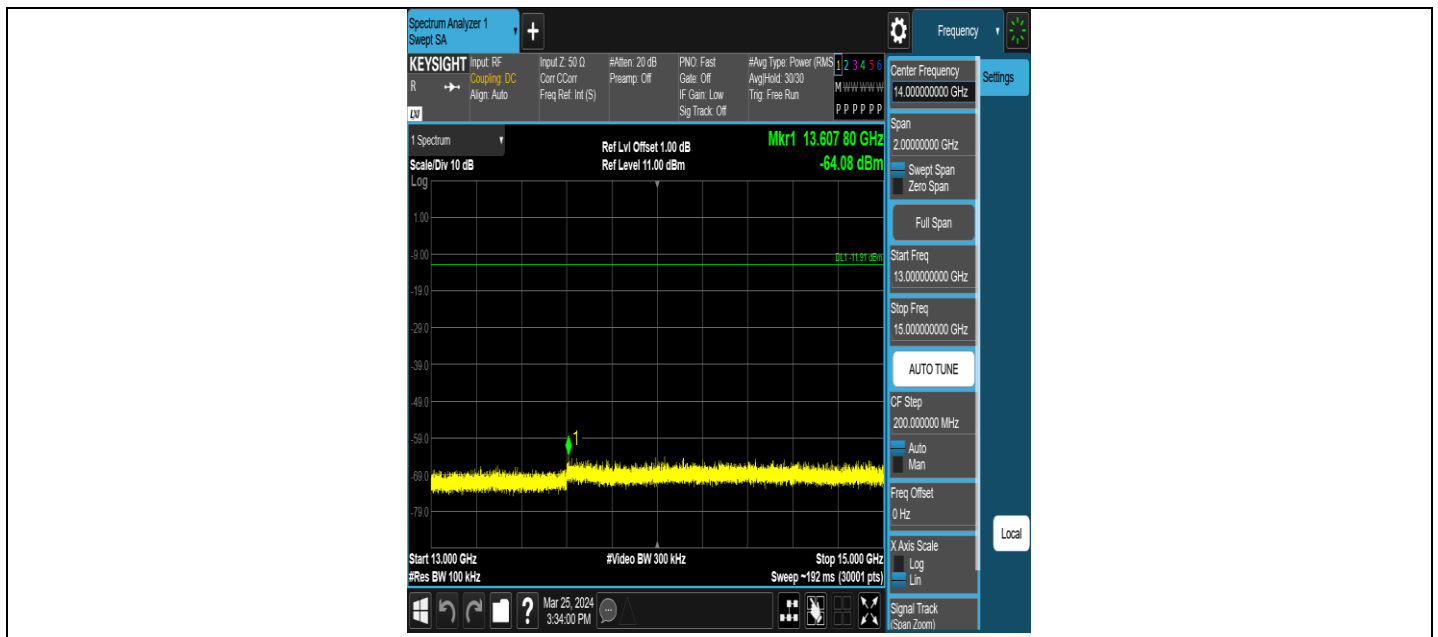 Spectrum Analyzer 1
Swept SA
+
Frequency
KEYSIGHT
R
LXI
Input: RF
Coupling: DC
Align: Auto
Input Z: 50 Ω
Corr CCorr
Freq Ref: Int (S)
#Atten: 20 dB
Preamp: Off
PNO: Fast
Gate: Off
IF Gain: Low
Sig Track: Off
#Avg Type: Power (RMS
Avg|Hold: 30/30
Trig: Free Run
1 2 3 4 5 6
M W W W W W
P P P P P P
1 Spectrum
Scale/Div 10 dB
Log
Ref Lvl Offset 1.00 dB
Ref Level 11.00 dBm
Mkr1 13.607 80 GHz
-64.08 dBm
1.00
-9.00
DL1 -11.91 dBm
-19.0
-29.0
-39.0
-49.0
-59.0
1
-69.0
-79.0
Start 13.000 GHz
#Video BW 300 kHz
Stop 15.000 GHz
#Res BW 100 kHz
Sweep ~192 ms (30001 pts)
Center Frequency
14.000000000 GHz
Settings
Span
2.00000000 GHz
Swept Span
Zero Span
Full Span
Start Freq
13.000000000 GHz
Stop Freq
15.000000000 GHz
AUTO TUNE
CF Step
200.000000 MHz
Auto
Man
Freq Offset
0 Hz
X Axis Scale
Log
Lin
Signal Track
(Span Zoom)
Local
?
Mar 25, 2024
3:34:00 PM